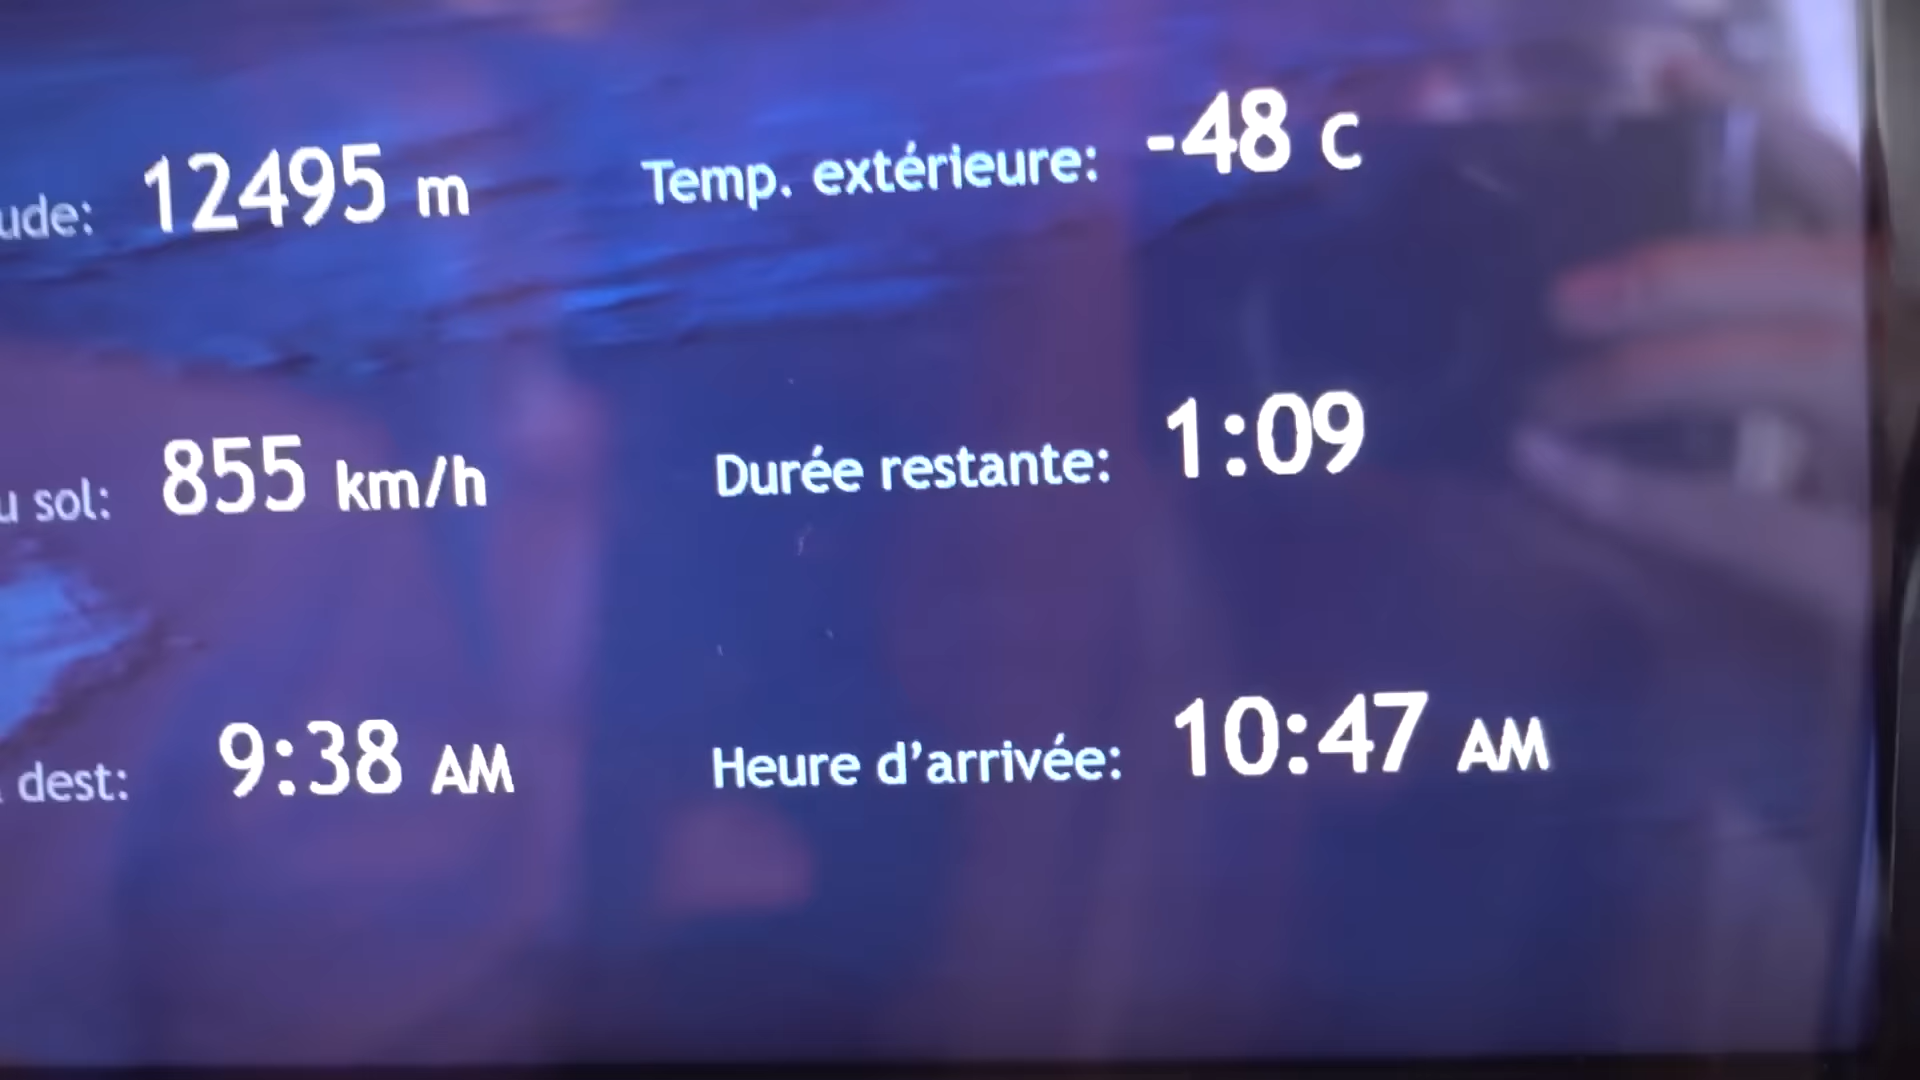 ude: 12495 m Temp. extérieure: -48 C
u sol: 855 km/h Durée restante: 1:09
dest: 9:38 AM Heure d’arrivée: 10:47 AM